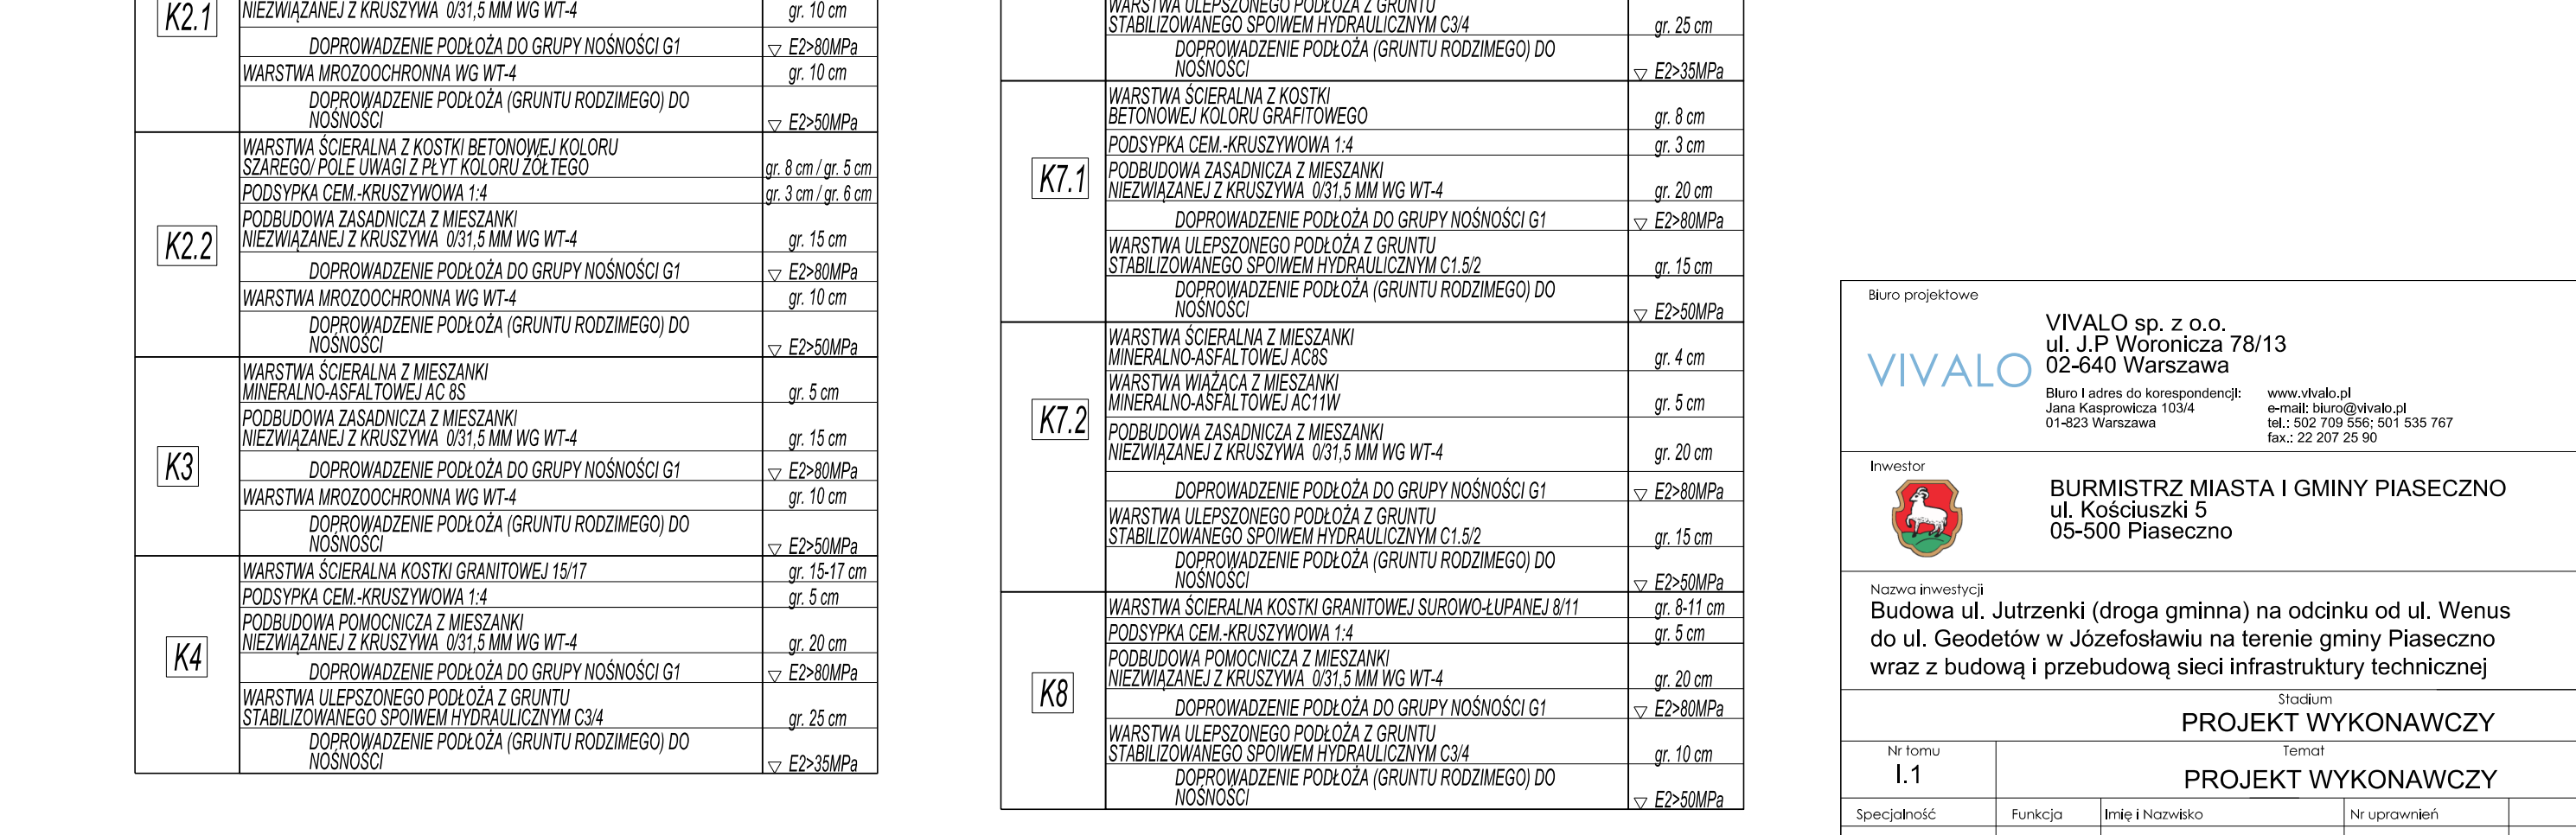 K2.1
NIEZWIĄZANEJ Z KRUSZYWA 0/31,5 MM WG WT-4 gr. 10 cm
DOPROWADZENIE PODŁOŻA DO GRUPY NOŚNOŚCI G1 ▽ E2>80MPa
WARSTWA MROZOOCHRONNA WG WT-4 gr. 10 cm
DOPROWADZENIE PODŁOŻA (GRUNTU RODZIMEGO) DO
NOŚNOŚCI ▽ E2>50MPa
K2.2
WARSTWA ŚCIERALNA Z KOSTKI BETONOWEJ KOLORU
SZAREGO/ POLE UWAGI Z PŁYT KOLORU ŻÓŁTEGO gr. 8 cm / gr. 5 cm
PODSYPKA CEM.-KRUSZYWOWA 1:4 gr. 3 cm / gr. 6 cm
PODBUDOWA ZASADNICZA Z MIESZANKI
NIEZWIĄZANEJ Z KRUSZYWA 0/31,5 MM WG WT-4 gr. 15 cm
DOPROWADZENIE PODŁOŻA DO GRUPY NOŚNOŚCI G1 ▽ E2>80MPa
WARSTWA MROZOOCHRONNA WG WT-4 gr. 10 cm
DOPROWADZENIE PODŁOŻA (GRUNTU RODZIMEGO) DO
NOŚNOŚCI ▽ E2>50MPa
K3
WARSTWA ŚCIERALNA Z MIESZANKI
MINERALNO-ASFALTOWEJ AC 8S gr. 5 cm
PODBUDOWA ZASADNICZA Z MIESZANKI
NIEZWIĄZANEJ Z KRUSZYWA 0/31,5 MM WG WT-4 gr. 15 cm
DOPROWADZENIE PODŁOŻA DO GRUPY NOŚNOŚCI G1 ▽ E2>80MPa
WARSTWA MROZOOCHRONNA WG WT-4 gr. 10 cm
DOPROWADZENIE PODŁOŻA (GRUNTU RODZIMEGO) DO
NOŚNOŚCI ▽ E2>50MPa
K4
WARSTWA ŚCIERALNA KOSTKI GRANITOWEJ 15/17 gr. 15-17 cm
PODSYPKA CEM.-KRUSZYWOWA 1:4 gr. 5 cm
PODBUDOWA POMOCNICZA Z MIESZANKI
NIEZWIĄZANEJ Z KRUSZYWA 0/31,5 MM WG WT-4 gr. 20 cm
DOPROWADZENIE PODŁOŻA DO GRUPY NOŚNOŚCI G1 ▽ E2>80MPa
WARSTWA ULEPSZONEGO PODŁOŻA Z GRUNTU
STABILIZOWANEGO SPOIWEM HYDRAULICZNYM C3/4 gr. 25 cm
DOPROWADZENIE PODŁOŻA (GRUNTU RODZIMEGO) DO
NOŚNOŚCI ▽ E2>35MPa
WARSTWA ULEPSZONEGO PODŁOŻA Z GRUNTU
STABILIZOWANEGO SPOIWEM HYDRAULICZNYM C3/4 gr. 25 cm
DOPROWADZENIE PODŁOŻA (GRUNTU RODZIMEGO) DO
NOŚNOŚCI ▽ E2>35MPa
K7.1
WARSTWA ŚCIERALNA Z KOSTKI
BETONOWEJ KOLORU GRAFITOWEGO gr. 8 cm
PODSYPKA CEM.-KRUSZYWOWA 1:4 gr. 3 cm
PODBUDOWA ZASADNICZA Z MIESZANKI
NIEZWIĄZANEJ Z KRUSZYWA 0/31,5 MM WG WT-4 gr. 20 cm
DOPROWADZENIE PODŁOŻA DO GRUPY NOŚNOŚCI G1 ▽ E2>80MPa
WARSTWA ULEPSZONEGO PODŁOŻA Z GRUNTU
STABILIZOWANEGO SPOIWEM HYDRAULICZNYM C1.5/2 gr. 15 cm
DOPROWADZENIE PODŁOŻA (GRUNTU RODZIMEGO) DO
NOŚNOŚCI ▽ E2>50MPa
K7.2
WARSTWA ŚCIERALNA Z MIESZANKI
MINERALNO-ASFALTOWEJ AC8S gr. 4 cm
WARSTWA WIĄŻĄCA Z MIESZANKI
MINERALNO-ASFALTOWEJ AC11W gr. 5 cm
PODBUDOWA ZASADNICZA Z MIESZANKI
NIEZWIĄZANEJ Z KRUSZYWA 0/31,5 MM WG WT-4 gr. 20 cm
DOPROWADZENIE PODŁOŻA DO GRUPY NOŚNOŚCI G1 ▽ E2>80MPa
WARSTWA ULEPSZONEGO PODŁOŻA Z GRUNTU
STABILIZOWANEGO SPOIWEM HYDRAULICZNYM C1.5/2 gr. 15 cm
DOPROWADZENIE PODŁOŻA (GRUNTU RODZIMEGO) DO
NOŚNOŚCI ▽ E2>50MPa
K8
WARSTWA ŚCIERALNA KOSTKI GRANITOWEJ SUROWO-ŁUPANEJ 8/11 gr. 8-11 cm
PODSYPKA CEM.-KRUSZYWOWA 1:4 gr. 5 cm
PODBUDOWA POMOCNICZA Z MIESZANKI
NIEZWIĄZANEJ Z KRUSZYWA 0/31,5 MM WG WT-4 gr. 20 cm
DOPROWADZENIE PODŁOŻA DO GRUPY NOŚNOŚCI G1 ▽ E2>80MPa
WARSTWA ULEPSZONEGO PODŁOŻA Z GRUNTU
STABILIZOWANEGO SPOIWEM HYDRAULICZNYM C3/4 gr. 10 cm
DOPROWADZENIE PODŁOŻA (GRUNTU RODZIMEGO) DO
NOŚNOŚCI ▽ E2>50MPa
Biuro projektowe
VIVALO
VIVALO sp. z o.o.
ul. J.P Woronicza 78/13
02-640 Warszawa
Biuro i adres do korespondencji:
Jana Kasprowicza 103/4
01-823 Warszawa
www.vivalo.pl
e-mail: biuro@vivalo.pl
tel.: 502 709 556; 501 535 767
fax.: 22 207 25 90
Inwestor
BURMISTRZ MIASTA I GMINY PIASECZNO
ul. Kościuszki 5
05-500 Piaseczno
Nazwa inwestycji
Budowa ul. Jutrzenki (droga gminna) na odcinku od ul. Wenus
do ul. Geodetów w Józefosławiu na terenie gminy Piaseczno
wraz z budową i przebudową sieci infrastruktury technicznej
Stadium
PROJEKT WYKONAWCZY
Nr tomu Temat
I.1 PROJEKT WYKONAWCZY
Specjalność Funkcja Imię i Nazwisko Nr uprawnień